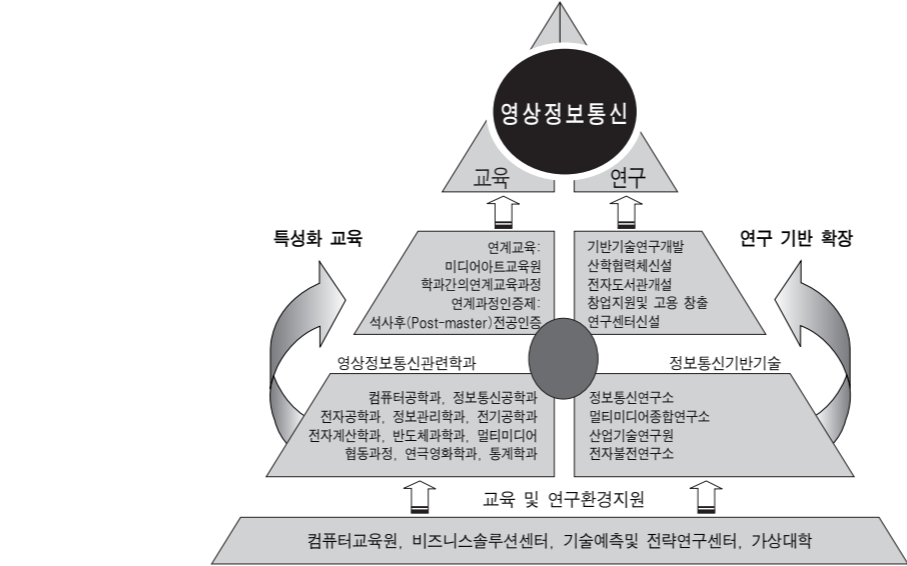 영상정보통신
교육
연구
특성화 교육
연구 기반 확장
연계교육:
미디어아트교육원
학과간의연계교육과정
연계과정인증제:
석사후(Post-master)전공인증
기반기술연구개발
산학협력체신설
전자도서관개설
창업지원및 고용 창출
연구센터신설
영상정보통신관련학과
정보통신기반기술
컴퓨터공학과, 정보통신공학과
전자공학과, 정보관리학과, 전기공학과
전자계산학과, 반도체과학과, 멀티미디어
협동과정, 연극영화학과, 통계학과
정보통신연구소
멀티미디어종합연구소
산업기술연구원
전자불전연구소
교육 및 연구환경지원
컴퓨터교육원, 비즈니스솔루션센터, 기술예측및 전략연구센터, 가상대학